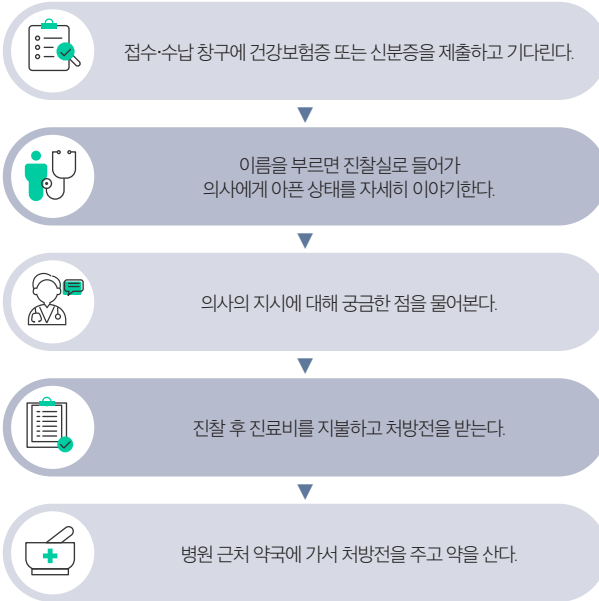 접수·수납 창구에 건강보험증 또는 신분증을 제출하고 기다린다.
이름을 부르면 진찰실로 들어가
의사에게 아픈 상태를 자세히 이야기한다.
의사의 지시에 대해 궁금한 점을 물어본다.
진찰 후 진료비를 지불하고 처방전을 받는다.
병원 근처 약국에 가서 처방전을 주고 약을 산다.